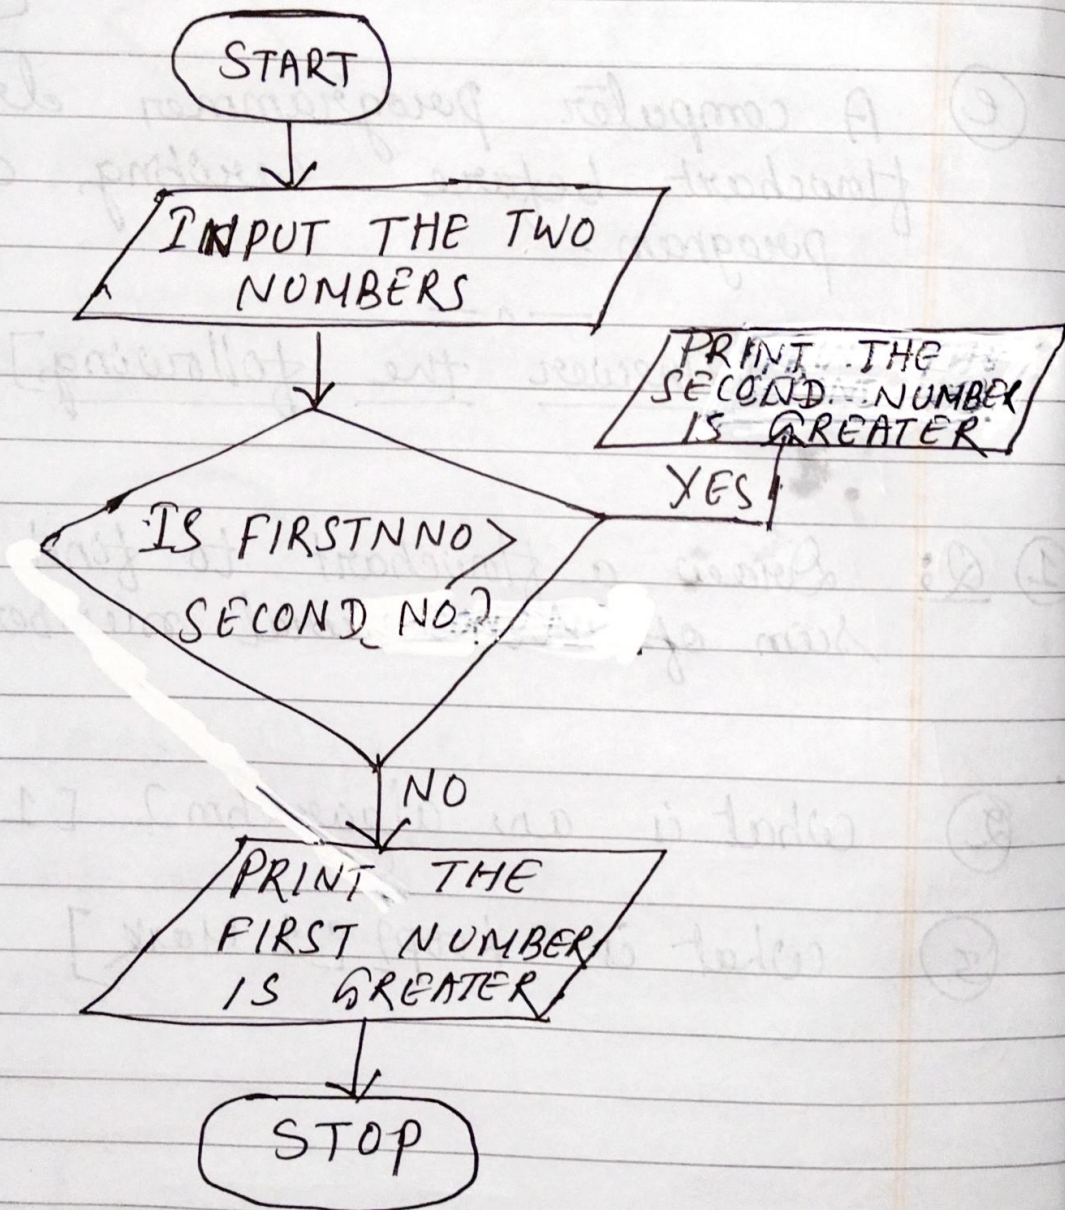 START
INPUT THE TWO
NUMBERS
PRINT THE
SECOND NUMBER
IS GREATER
YES
IS FIRSTNNO >
SECOND NO?
NO
PRINT THE
FIRST NUMBER
IS GREATER
STOP